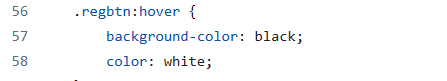 56 .regbtn:hover {
57 background-color: black;
58 color: white;